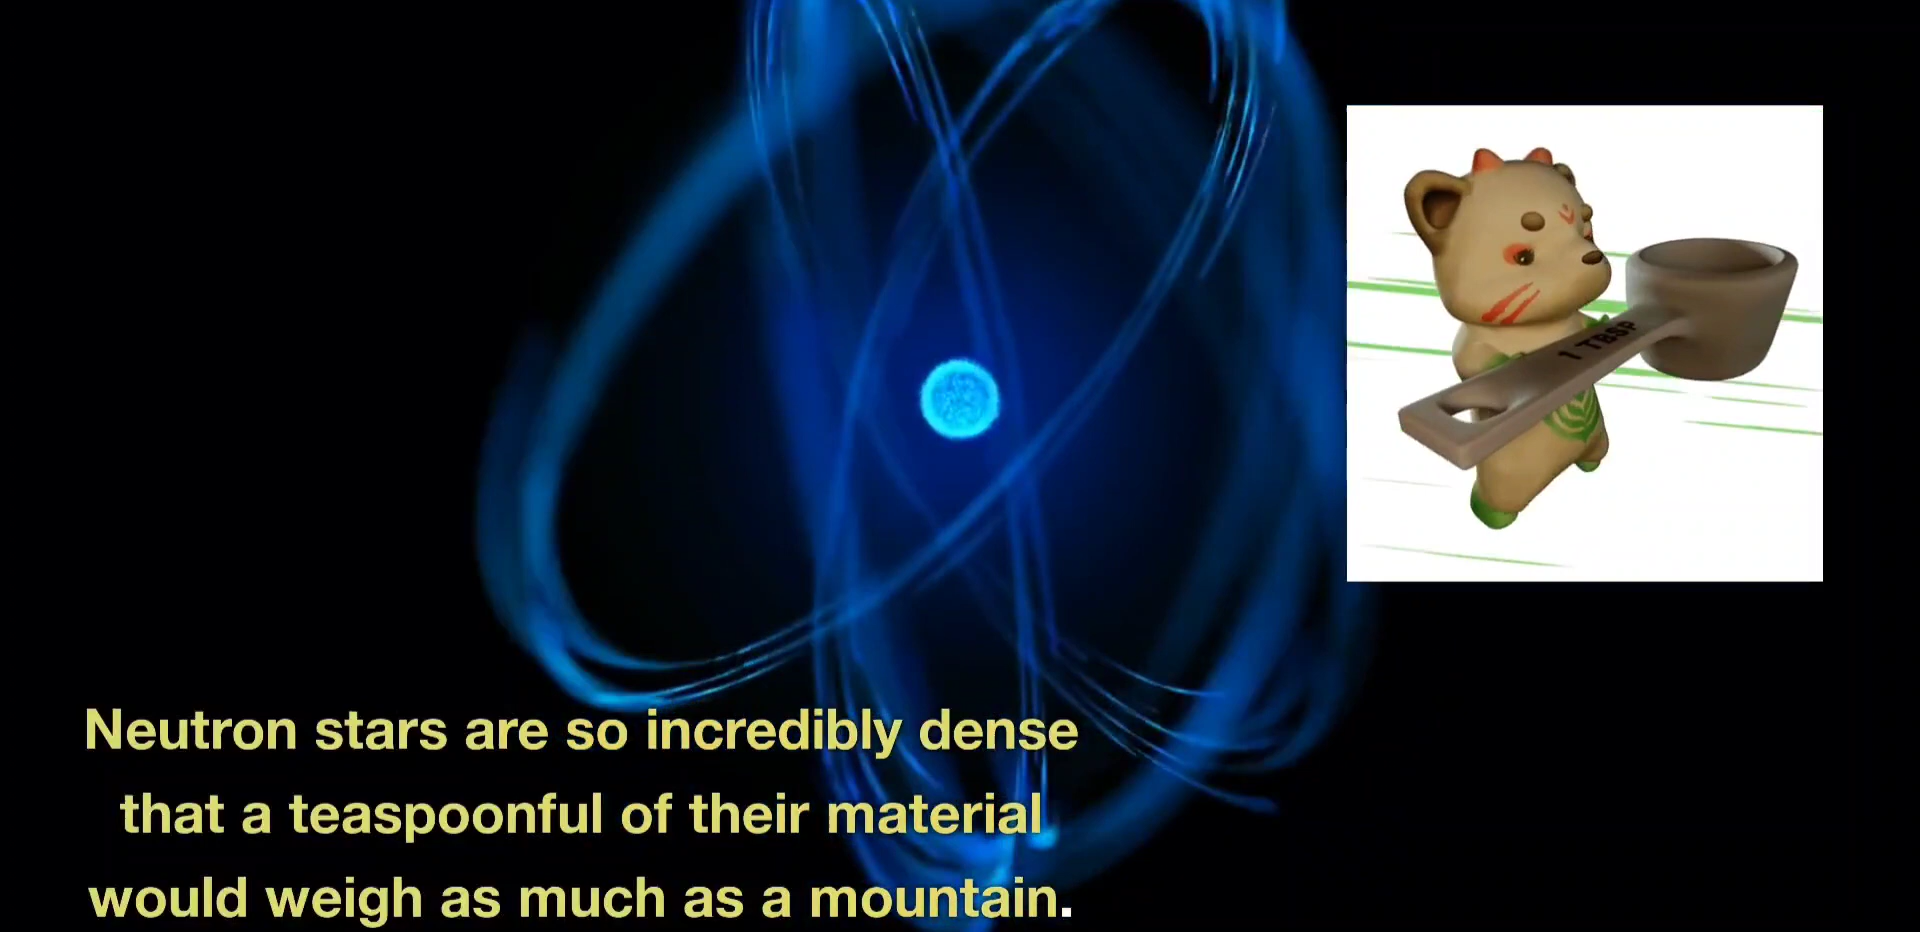 1 TBSP
Neutron stars are so incredibly dense
that a teaspoonful of their material
would weigh as much as a mountain.